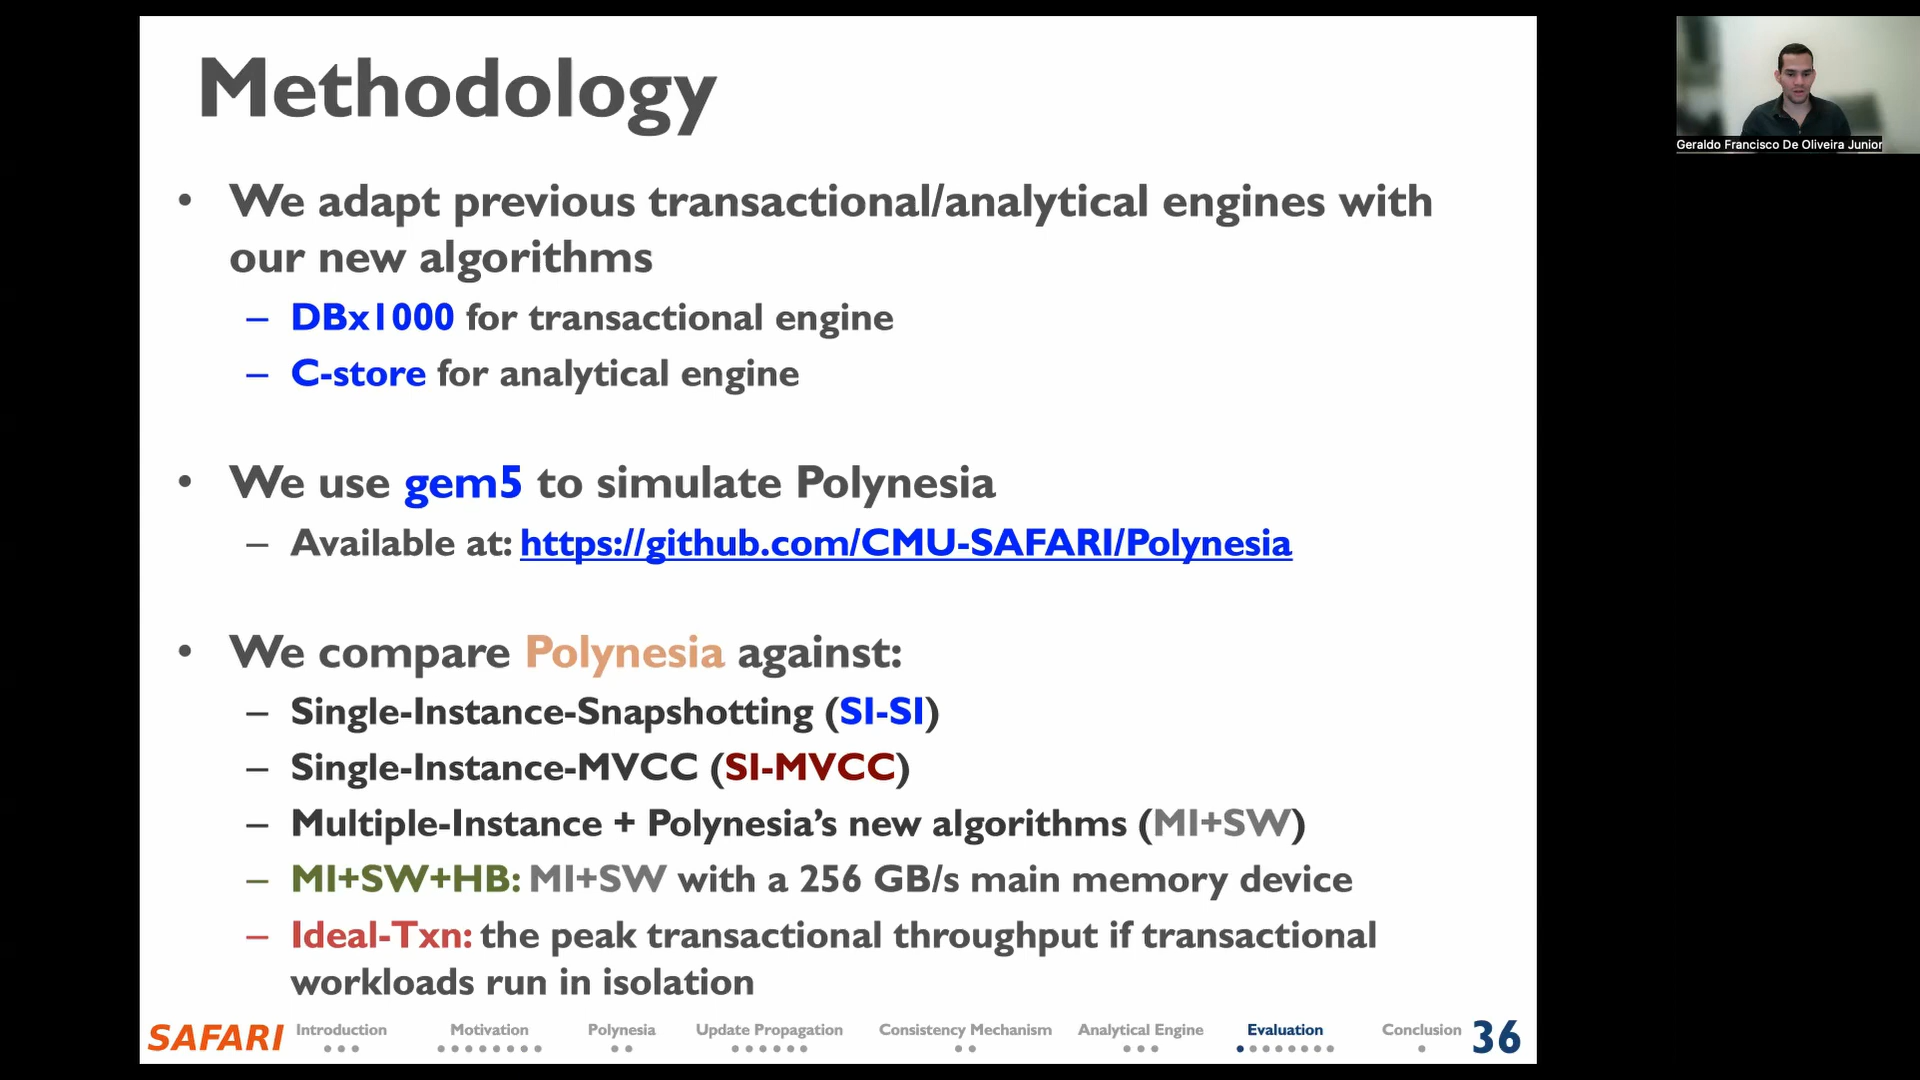 Methodology
Geraldo Francisco De Oliveira Junior
• We adapt previous transactional/analytical engines with
our new algorithms
– DBx1000 for transactional engine
– C-store for analytical engine
• We use gem5 to simulate Polynesia
– Available at: https://github.com/CMU-SAFARI/Polynesia
• We compare Polynesia against:
– Single-Instance-Snapshotting (SI-SI)
– Single-Instance-MVCC (SI-MVCC)
– Multiple-Instance + Polynesia’s new algorithms (MI+SW)
– MI+SW+HB: MI+SW with a 256 GB/s main memory device
– Ideal-Txn: the peak transactional throughput if transactional
workloads run in isolation
SAFARI Introduction Motivation Polynesia Update Propagation Consistency Mechanism Analytical Engine Evaluation Conclusion 36